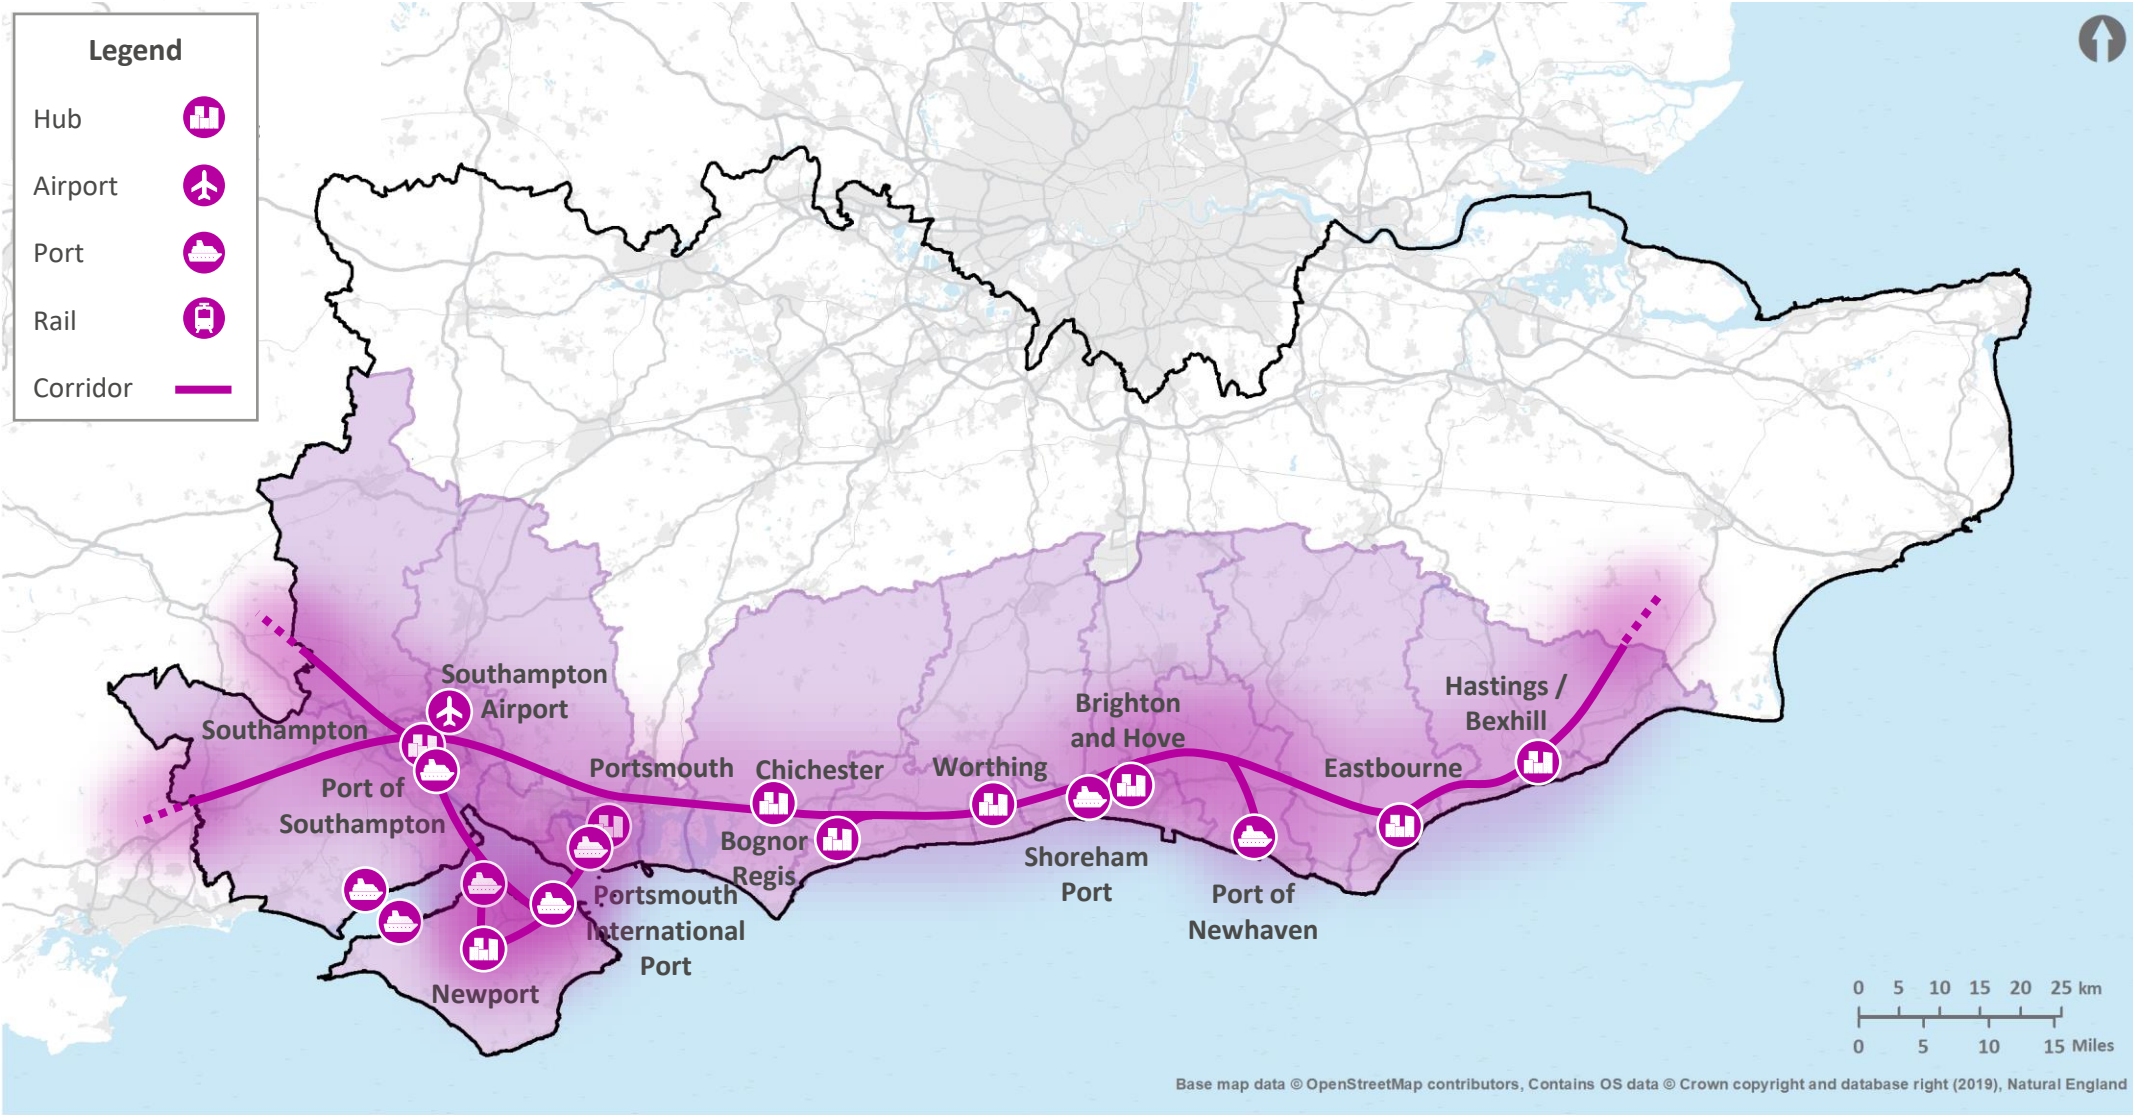 Legend
Hub
Airport
Port
Rail
Corridor
Southampton
Airport
Southampton
Port of
Southampton
Portsmouth
Chichester
Worthing
Brighton
and Hove
Hastings /
Bexhill
Eastbourne
Bognor
Regis
Shoreham
Port
Port of
Newhaven
Portsmouth
International
Port
Newport
0 5 10 15 20 25 km
0 5 10 15 Miles
Base map data © OpenStreetMap contributors, Contains OS data © Crown copyright and database right (2019), Natural England